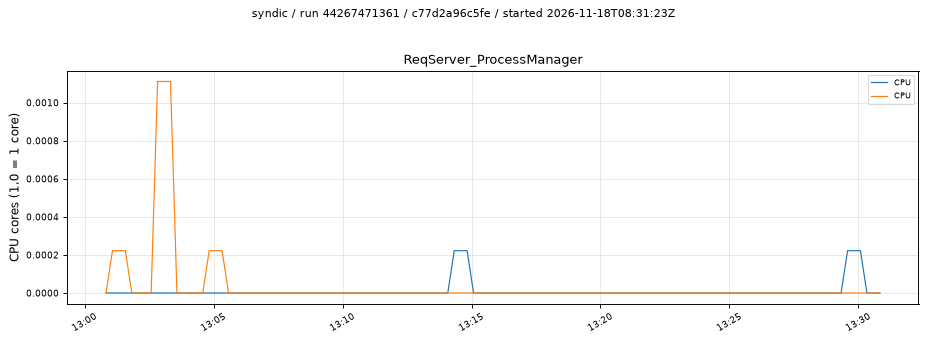 syndic / run 44267471361 / c77d2a96c5fe / started 2026-11-18T08:31:23Z
ReqServer_ProcessManager
CPU
CPU
CPU cores (1.0 = 1 core)
0.0010
0.0008
0.0006
0.0004
0.0002
0.0000
13:00
13:05
13:10
13:15
13:20
13:25
13:30